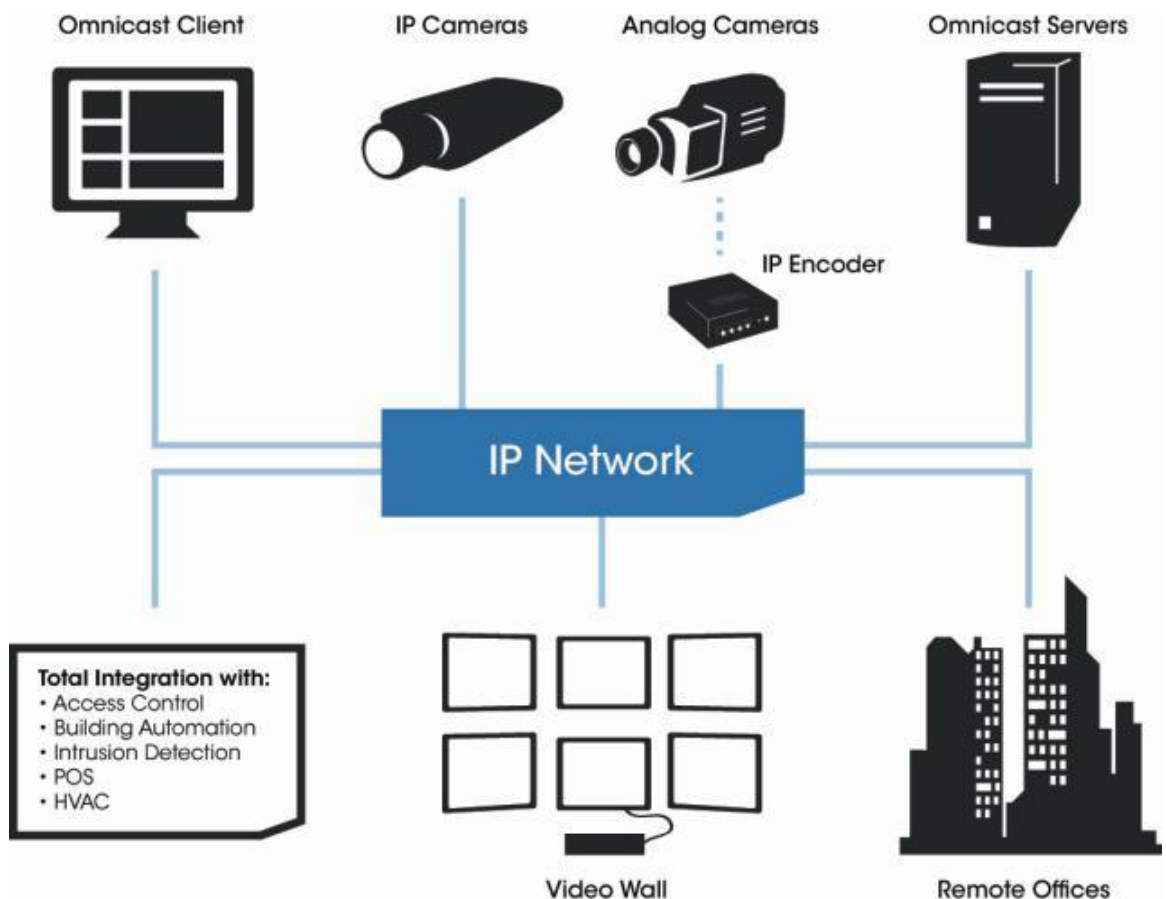 Omnicast Client
IP Cameras
Analog Cameras
Omnicast Servers
IP Encoder
IP Network
Total Integration with:
• Access Control
• Building Automation
• Intrusion Detection
• POS
• HVAC
Video Wall
Remote Offices